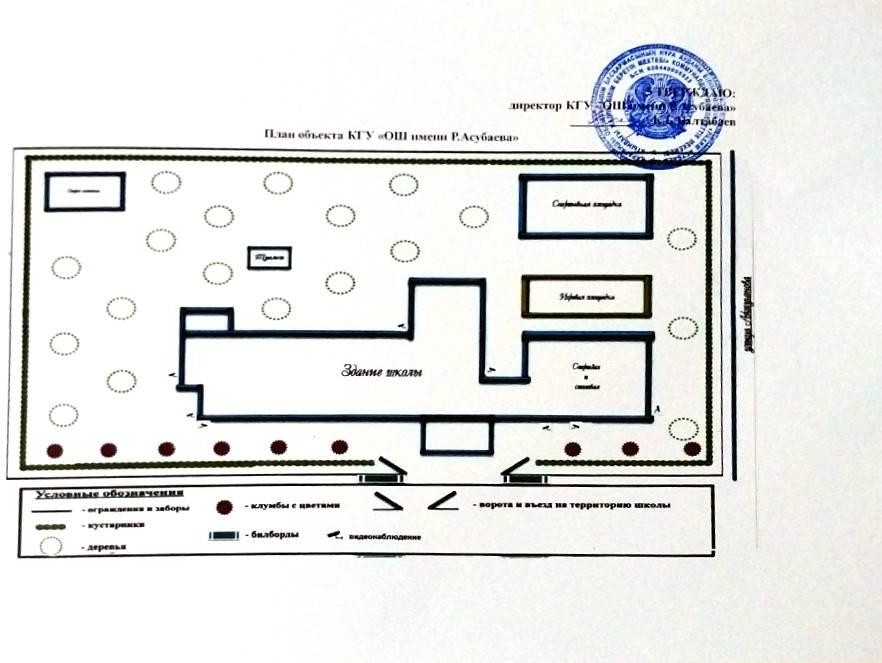 УТВЕРЖДАЮ:
директор КГУ «ОШ имени Р.Асубаева»
План объекта КГУ «ОШ имени Р.Асубаева»
Спортивная площадка
Туалет
Игровая площадка
Здание школы
Спортзал
и
столовая
Условные обозначения
- ограждения и заборы
- клумбы с цветами
- ворота и въезд на территорию школы
- кустарники
- билборды
видеонаблюдение
- деревья